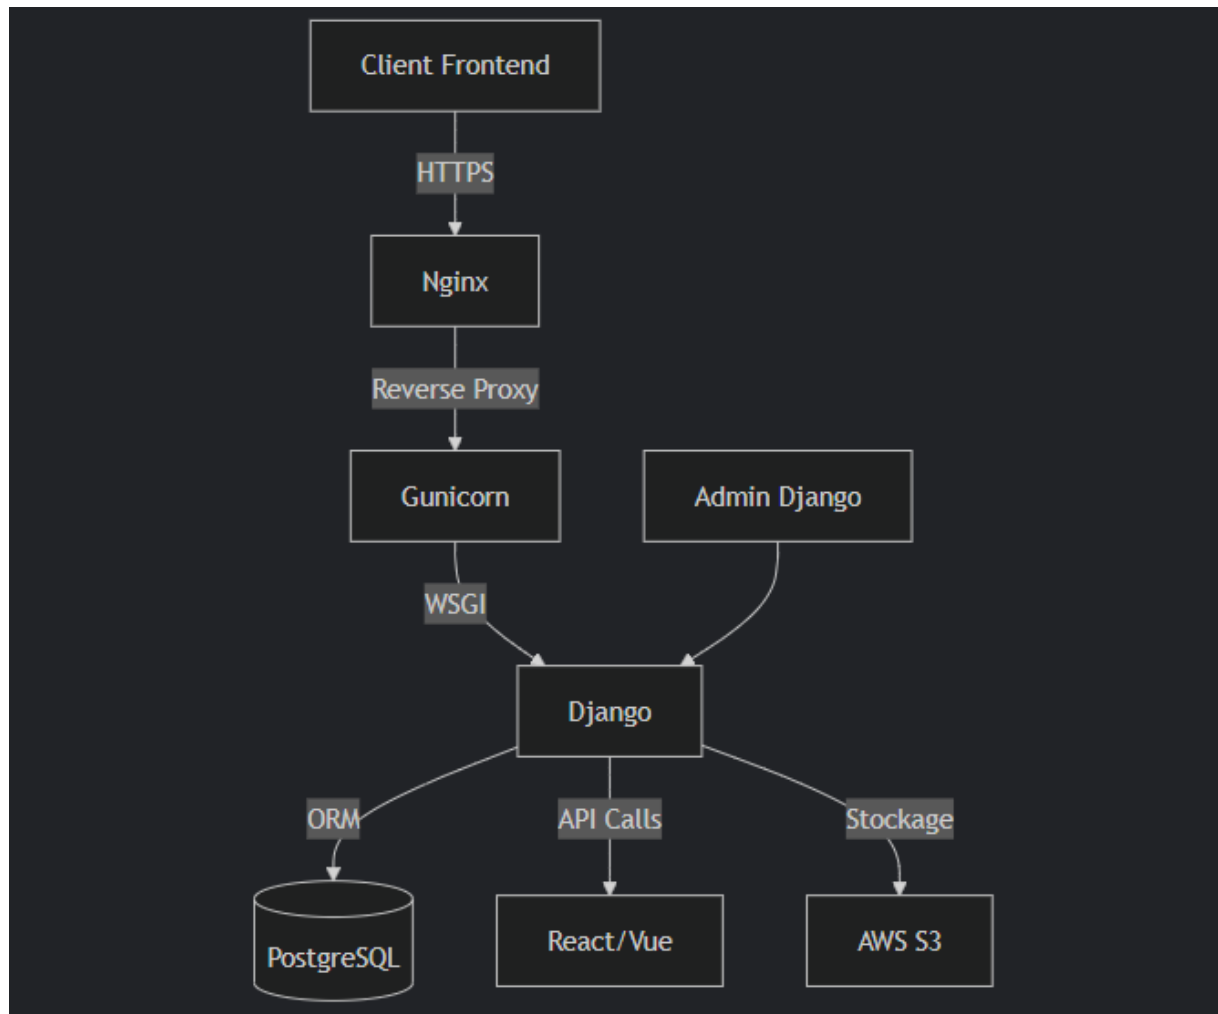 Client Frontend
HTTPS
Nginx
Reverse Proxy
Gunicorn
Admin Django
WSGI
Django
ORM
API Calls
Stockage
PostgreSQL
React/Vue
AWS S3